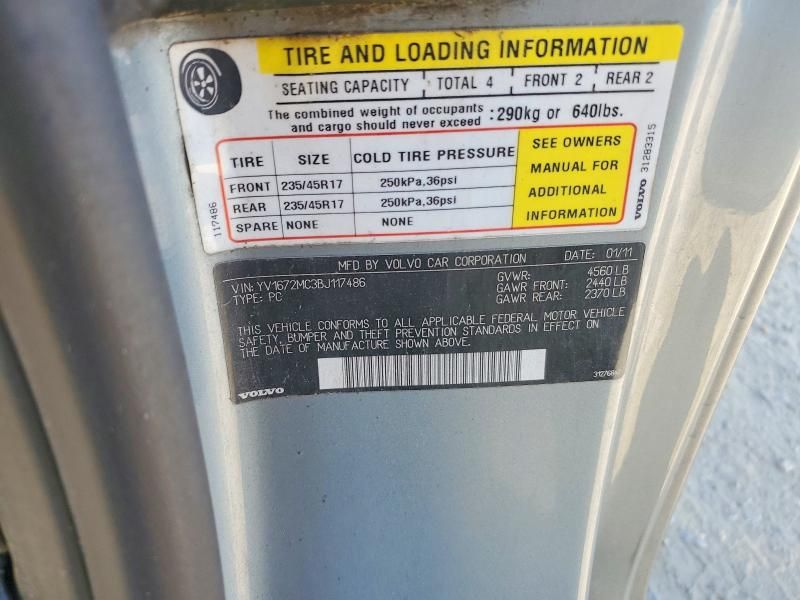 TIRE AND LOADING INFORMATION
SEATING CAPACITY TOTAL 4 FRONT 2 REAR 2
The combined weight of occupants
and cargo should never exceed : 290kg or 640lbs.
TIRE SIZE COLD TIRE PRESSURE
FRONT 235/45R17 250kPa,36psi
REAR 235/45R17 250kPa,36psi
SPARE NONE NONE
SEE OWNERS
MANUAL FOR
ADDITIONAL
INFORMATION
117486
VOLVO 31283315
MFD BY VOLVO CAR CORPORATION DATE: 01/11
VIN: YV1672MC3BJ117486
TYPE: PC
GVWR: 4560 LB
GAWR FRONT: 2440 LB
GAWR REAR: 2370 LB
THIS VEHICLE CONFORMS TO ALL APPLICABLE FEDERAL MOTOR VEHICLE
SAFETY, BUMPER AND THEFT PREVENTION STANDARDS IN EFFECT ON
THE DATE OF MANUFACTURE SHOWN ABOVE.
VOLVO